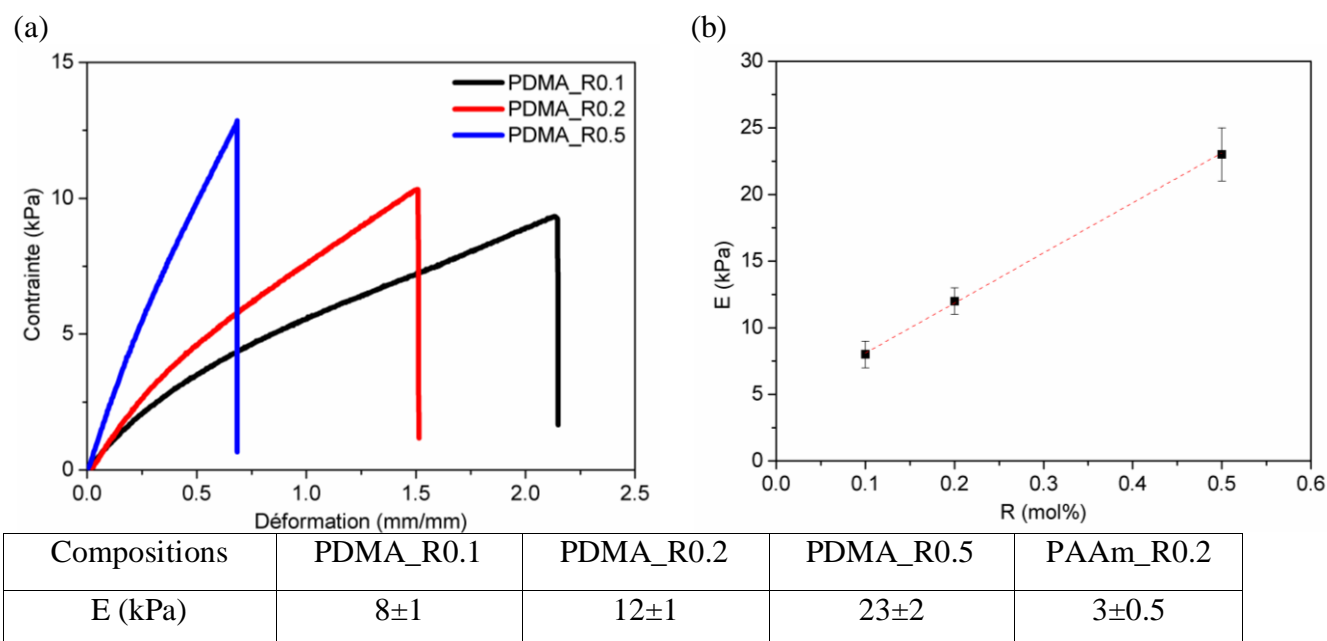 (a)
15
10
5
0
Contrainte (kPa)
PDMA_R0.1
PDMA_R0.2
PDMA_R0.5
0.0 0.5 1.0 1.5 2.0 2.5
Déformation (mm/mm)
(b)
30
25
20
15
10
5
0
E (kPa)
0.0 0.1 0.2 0.3 0.4 0.5 0.6
R (mol%)
Compositions PDMA_R0.1 PDMA_R0.2 PDMA_R0.5 PAAm_R0.2
E (kPa) 8±1 12±1 23±2 3±0.5